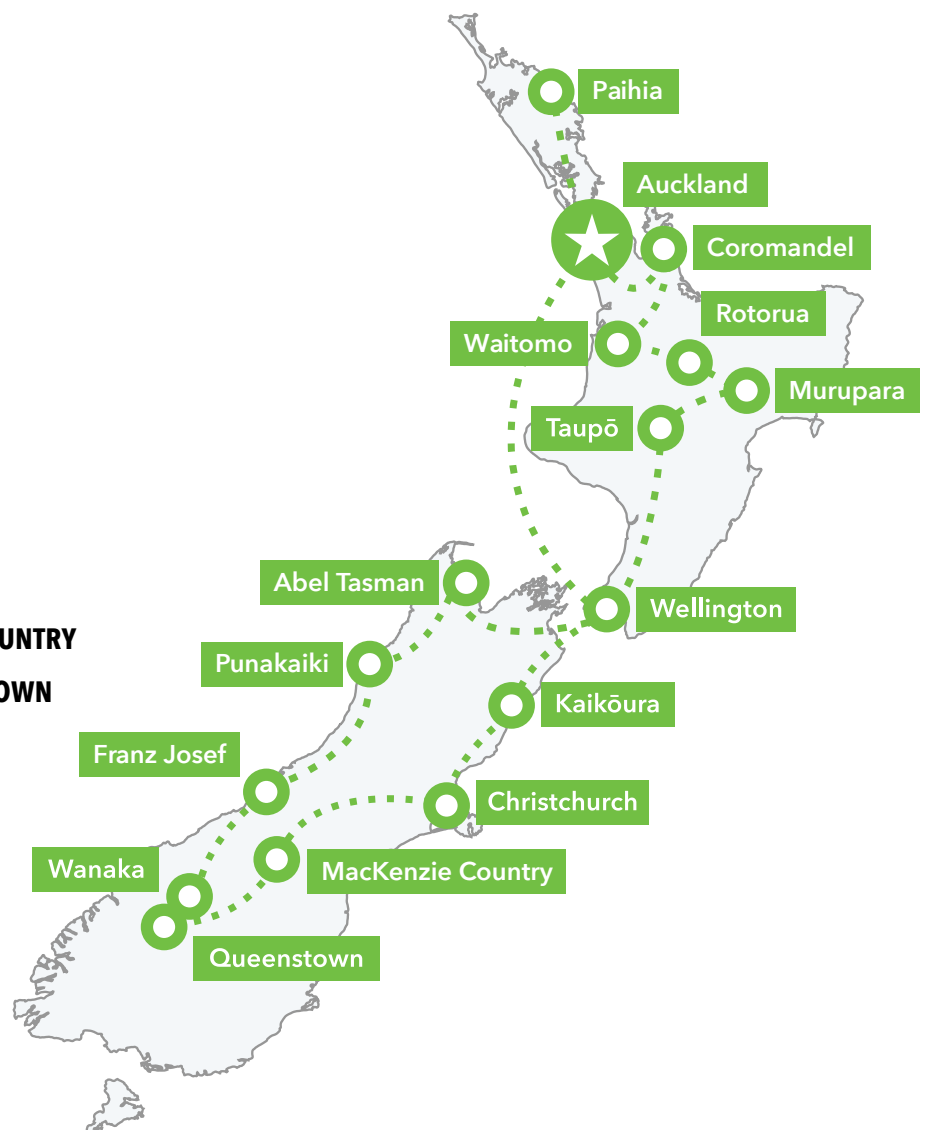 Paihia
Auckland
Coromandel
Rotorua
Waitomo
Murupara
Taupō
Abel Tasman
Wellington
UNTRY
Punakaiki
OWN
Kaikōura
Franz Josef
Christchurch
Wanaka
MacKenzie Country
Queenstown